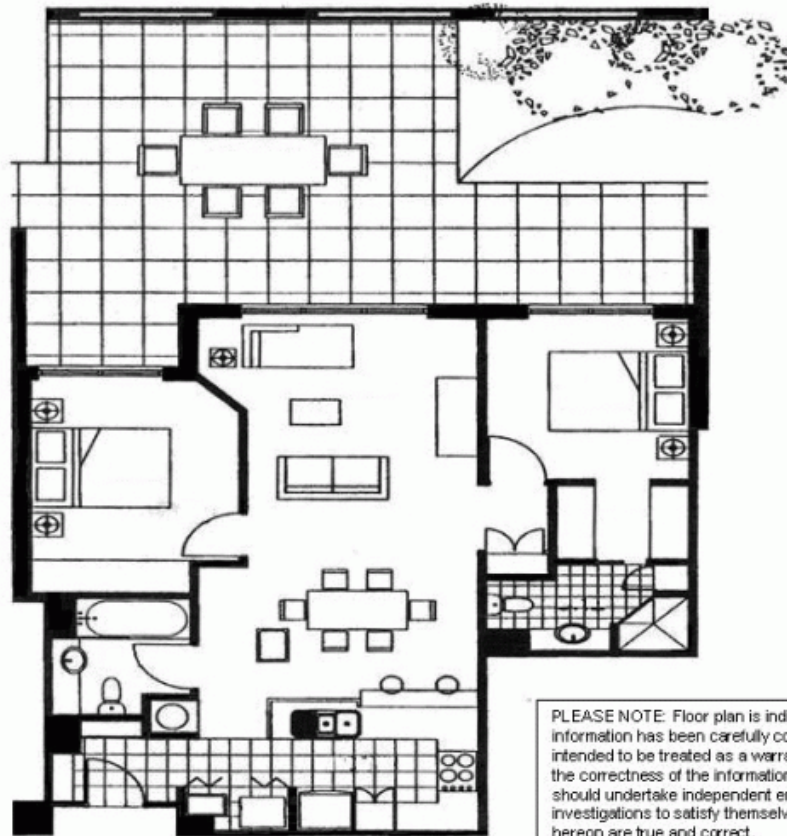 PLEASE NOTE: Floor plan is ind
information has been carefully co
intended to be treated as a warra
the correctness of the information
should undertake independent en
investigations to satisfy themselv
hereon are true and correct